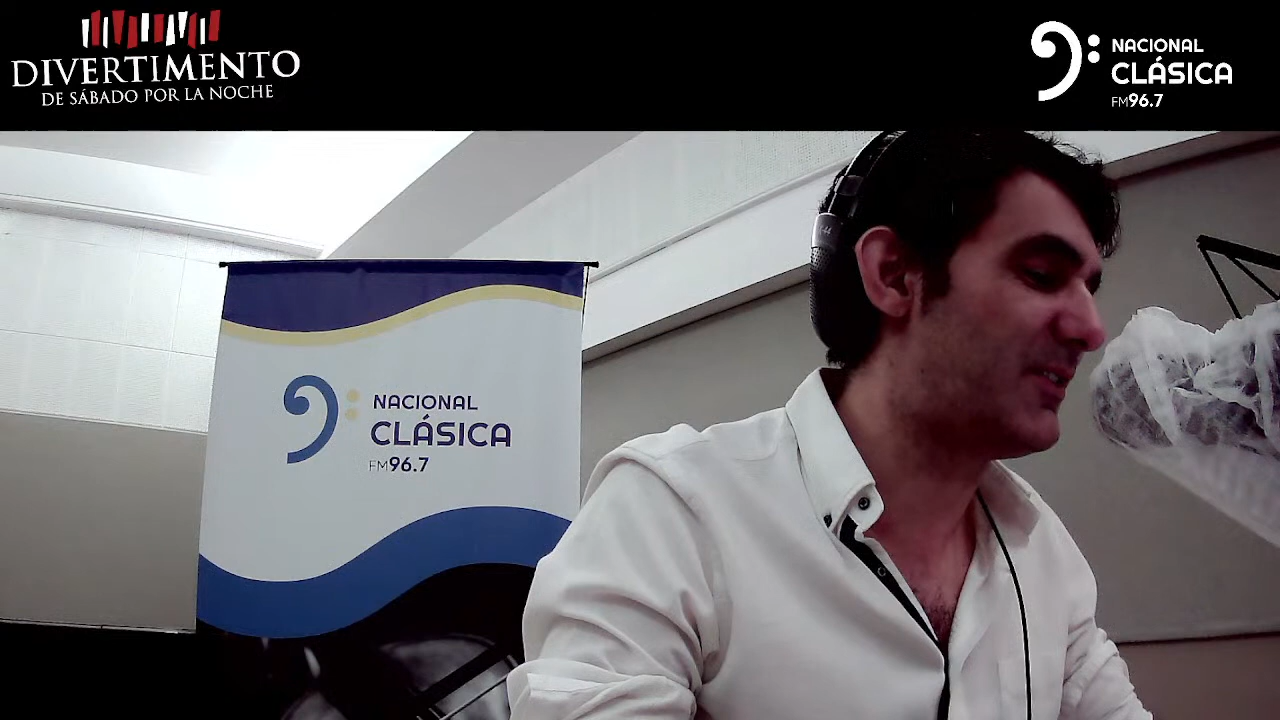 DIVERTIMENTO
DE SÁBADO POR LA NOCHE
NACIONAL
CLÁSICA
FM96.7
NACIONAL
CLÁSICA
FM96.7